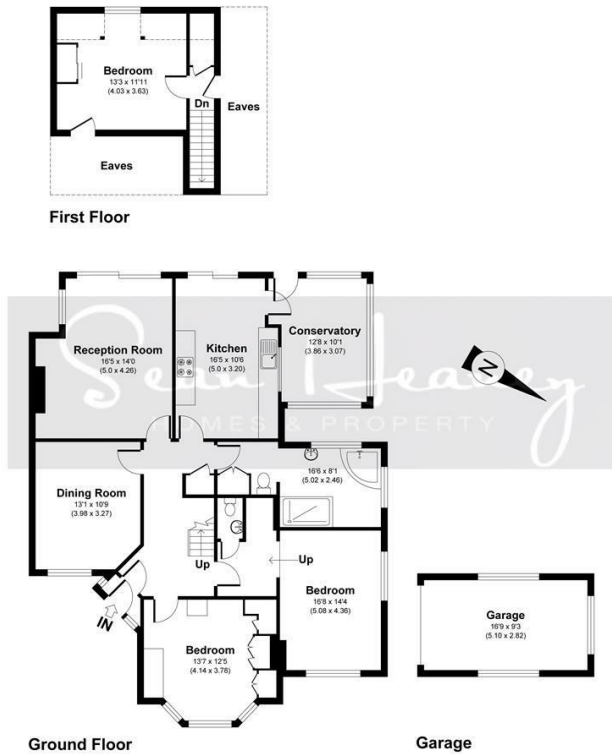 Bedroom
13'3 x 11'11
(4.03 x 3.63)
Dn
Eaves
Eaves
First Floor
Reception Room
16'5 x 14'0
(5.0 x 4.26)
Kitchen
16'5 x 10'6
(5.0 x 3.20)
Conservatory
12'8 x 10'1
(3.86 x 3.07)
N
Sean Heaney
HOMES & PROPERTY
16'6 x 8'1
(5.02 x 2.46)
Dining Room
13'1 x 10'9
(3.98 x 3.27)
Up
Up
IN
Bedroom
16'8 x 14'4
(5.08 x 4.36)
Bedroom
13'7 x 12'5
(4.14 x 3.78)
Garage
16'9 x 9'3
(5.10 x 2.82)
Ground Floor
Garage